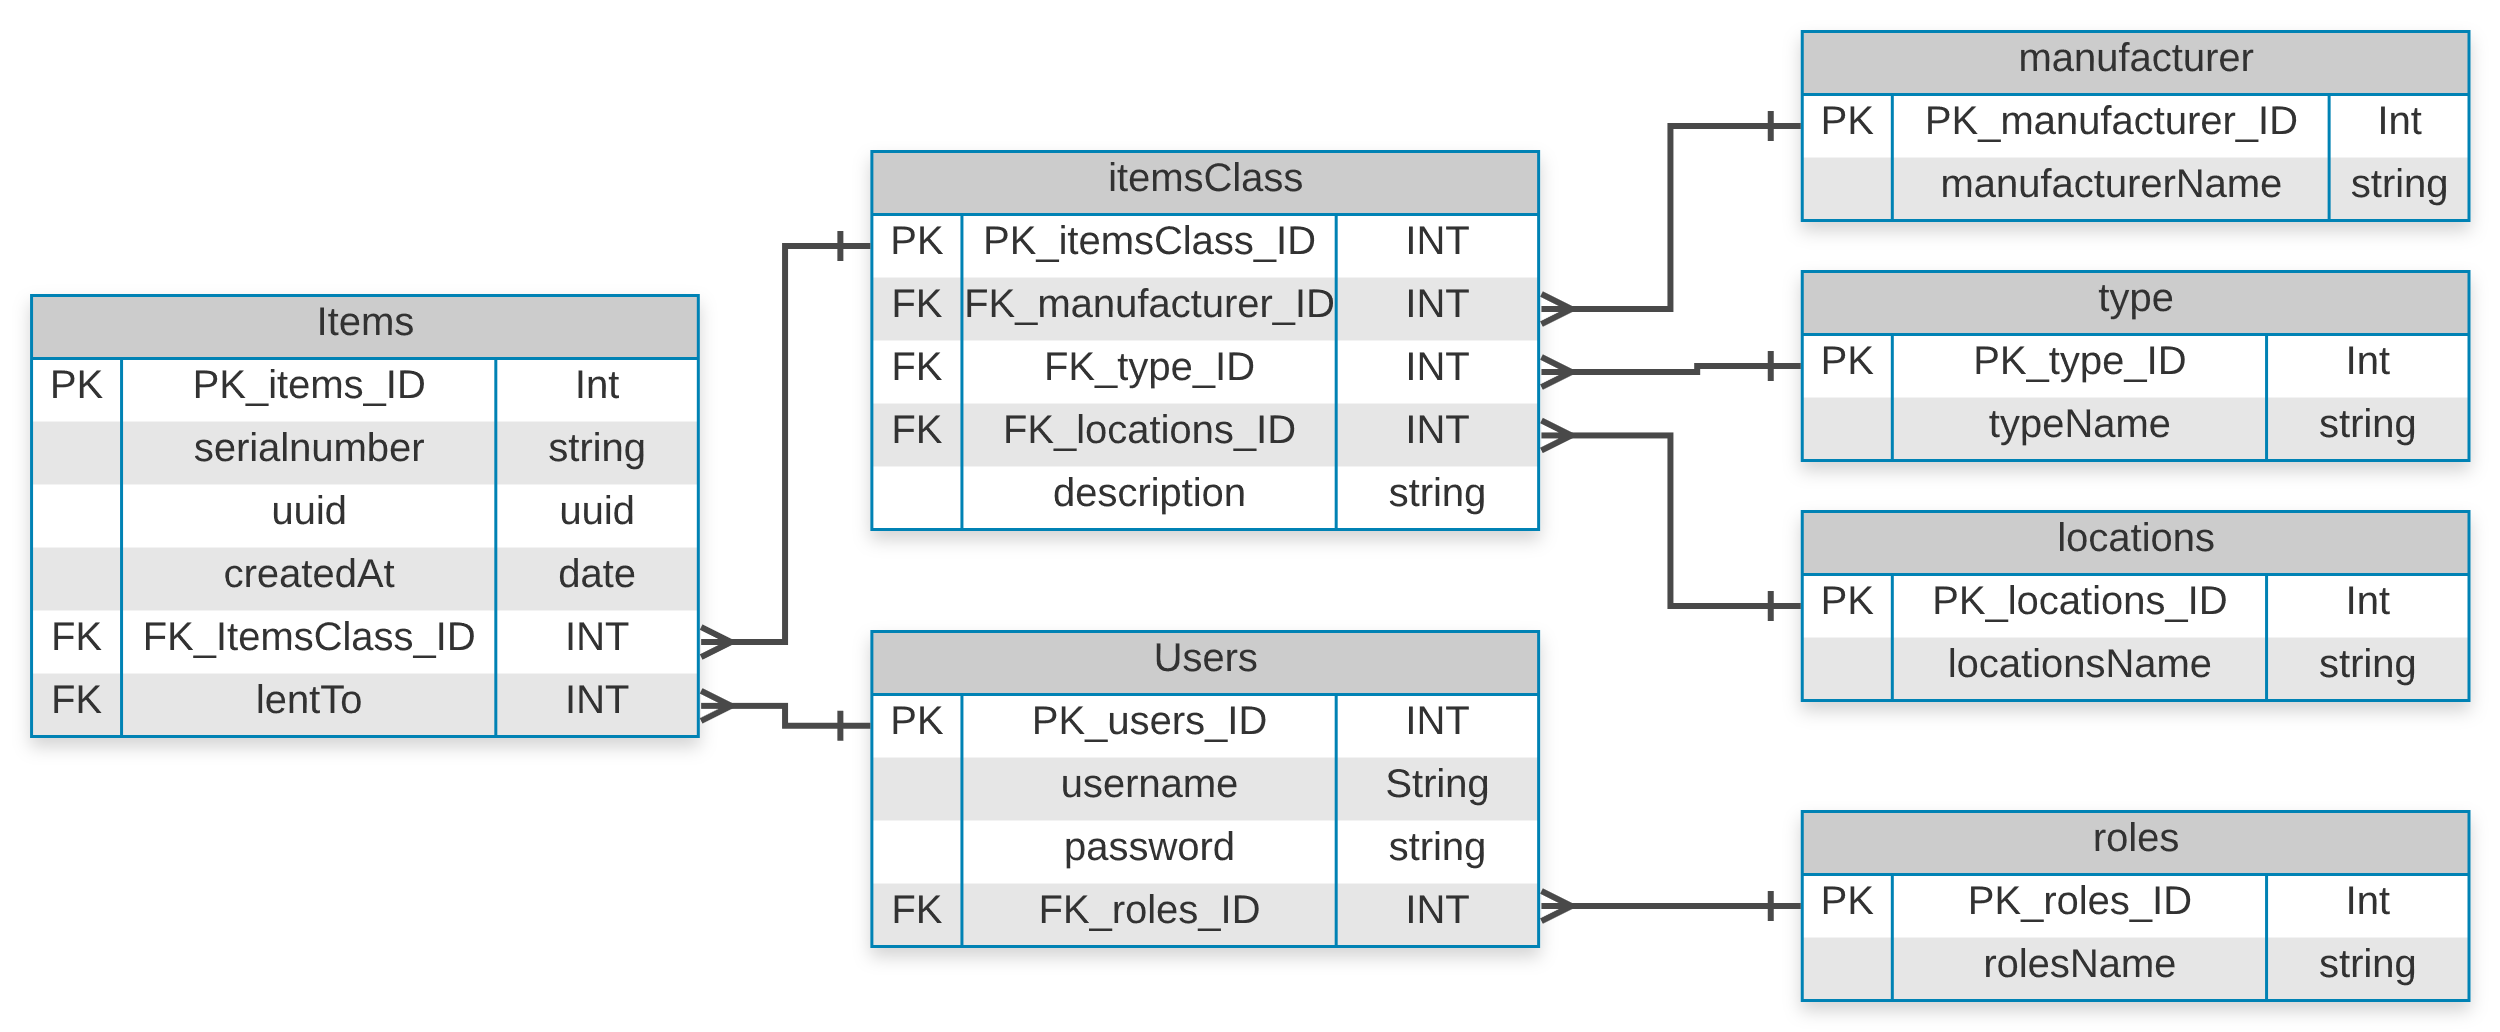 Items
PK PK_items_ID Int
serialnumber string
uuid uuid
createdAt date
FK FK_ItemsClass_ID INT
FK lentTo INT
itemsClass
PK PK_itemsClass_ID INT
FK FK_manufacturer_ID INT
FK FK_type_ID INT
FK FK_locations_ID INT
description string
Users
PK PK_users_ID INT
username String
password string
FK FK_roles_ID INT
manufacturer
PK PK_manufacturer_ID Int
manufacturerName string
type
PK PK_type_ID Int
typeName string
locations
PK PK_locations_ID Int
locationsName string
roles
PK PK_roles_ID Int
rolesName string